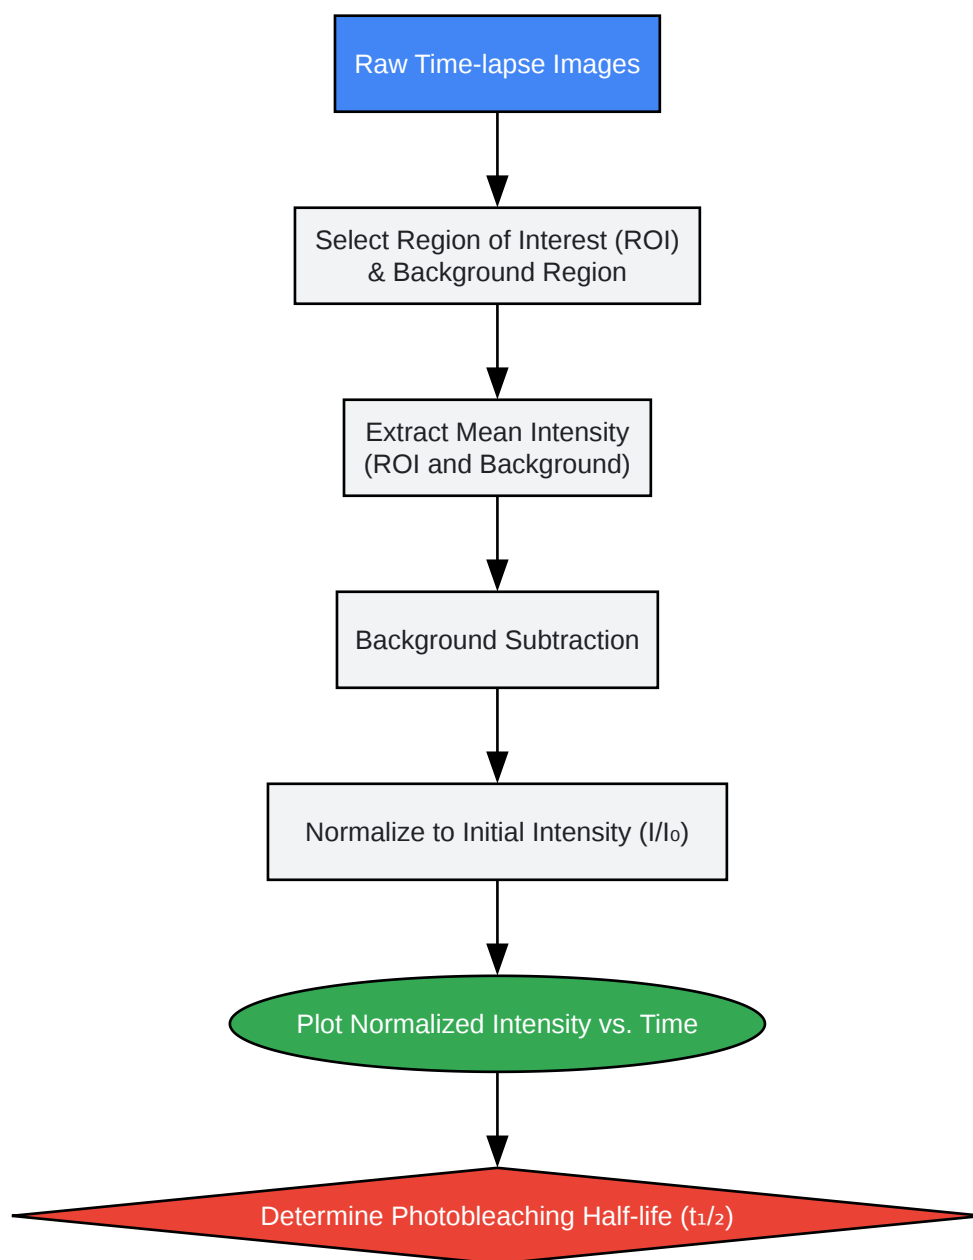 Raw Time-lapse Images
Select Region of Interest (ROI)
& Background Region
Extract Mean Intensity
(ROI and Background)
Background Subtraction
Normalize to Initial Intensity (I/I₀)
Plot Normalized Intensity vs. Time
Determine Photobleaching Half-life (t₁/₂)